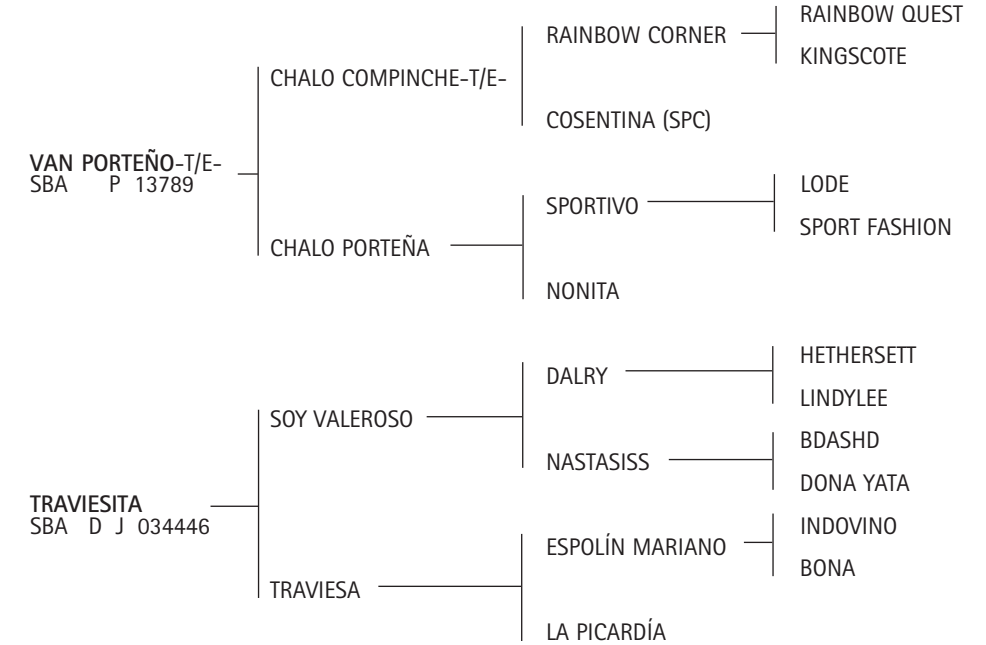 RAINBOW QUEST
RAINBOW CORNER
KINGSCOTE
CHALO COMPINCHE-T/E-
COSENTINA (SPC)
VAN PORTEÑO-T/E-
SBA P 13789
LODE
SPORTIVO
SPORT FASHION
CHALO PORTEÑA
NONITA
HETHERSETT
DALRY
LINDYLEE
SOY VALEROSO
BDASHD
NASTASISS
DONA YATA
TRAVIESITA
SBA D J 034446
INDOVINO
ESPOLÍN MARIANO
BONA
TRAVIESA
LA PICARDÍA